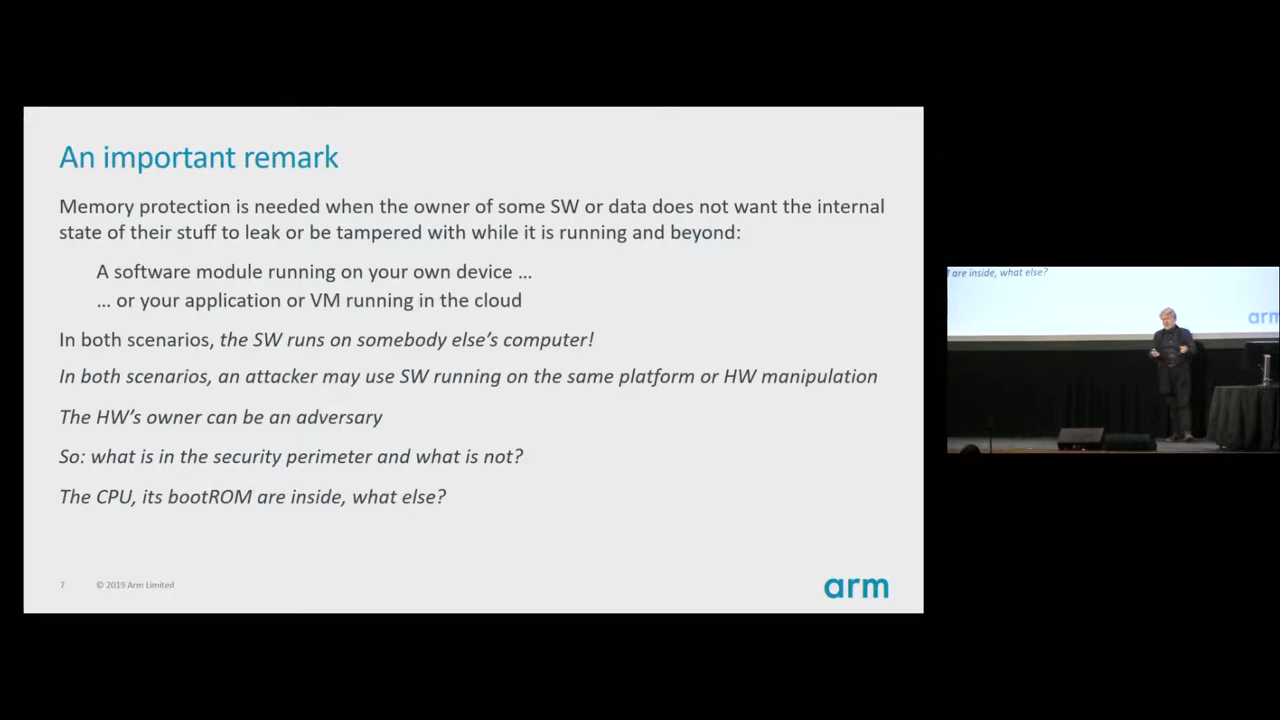 An important remark
Memory protection is needed when the owner of some SW or data does not want the internal
state of their stuff to leak or be tampered with while it is running and beyond:
A software module running on your own device …
… or your application or VM running in the cloud
In both scenarios, the SW runs on somebody else’s computer!
In both scenarios, an attacker may use SW running on the same platform or HW manipulation
The HW’s owner can be an adversary
So: what is in the security perimeter and what is not?
The CPU, its bootROM are inside, what else?
7 © 2019 Arm Limited
arm
are inside, what else?
arm